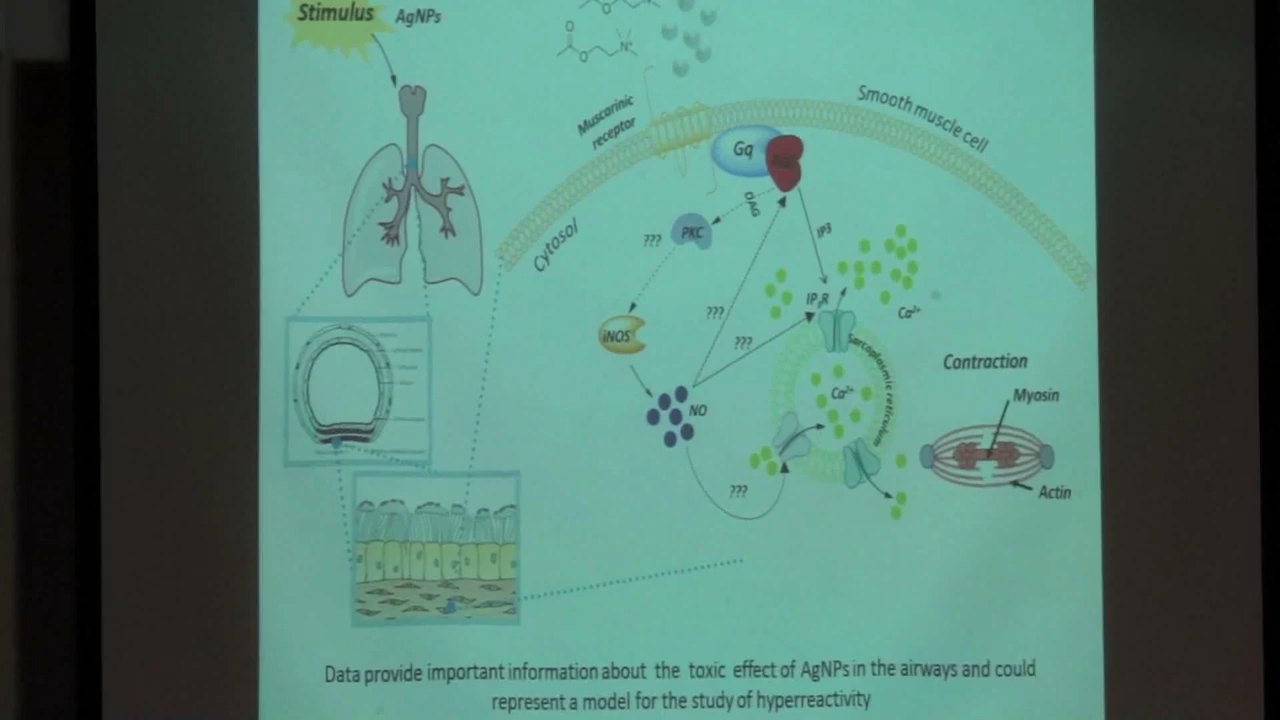 Stimulus AgNPs
O
O
N⁺
O
Muscarinic
receptor
Smooth muscle cell
Gq
Cytosol
DAG
PKC
???
IP3
IP₃R
???
???
Ca²⁺
iNOS
Sarcoplasmic reticulum
Ca²⁺
NO
Contraction
Myosin
Actin
???
Data provide important information about the toxic effect of AgNPs in the airways and could
represent a model for the study of hyperreactivity